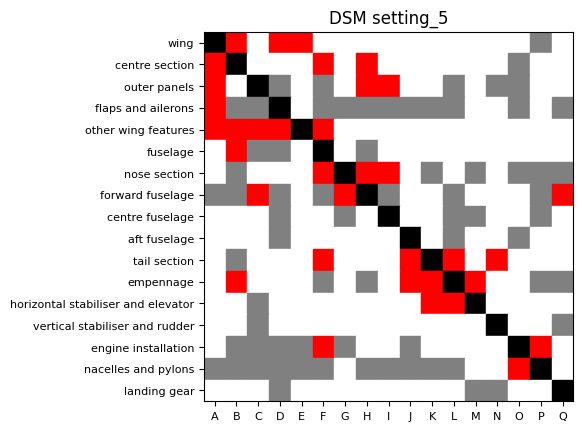 DSM setting_5
wing
centre section
outer panels
flaps and ailerons
other wing features
fuselage
nose section
forward fuselage
centre fuselage
aft fuselage
tail section
empennage
horizontal stabiliser and elevator
vertical stabiliser and rudder
engine installation
nacelles and pylons
landing gear
A B C D E F G H I J K L M N O P Q